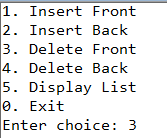 1. Insert Front
2. Insert Back
3. Delete Front
4. Delete Back
5. Display List
0. Exit
Enter choice: 3